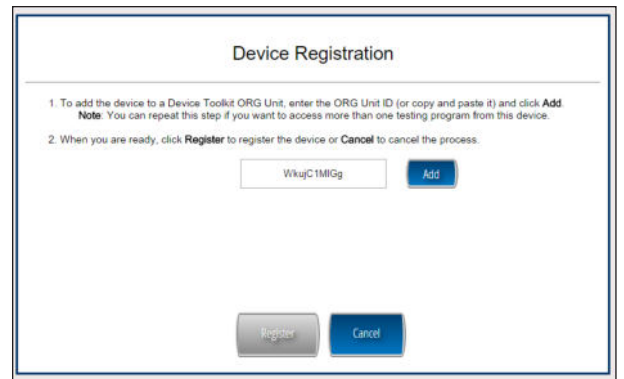 Device Registration
1. To add the device to a Device Toolkit ORG Unit, enter the ORG Unit ID (or copy and paste it) and click Add.
Note: You can repeat this step if you want to access more than one testing program from this device.
2. When you are ready, click Register to register the device or Cancel to cancel the process.
WkujC1MIGg Add
Register Cancel